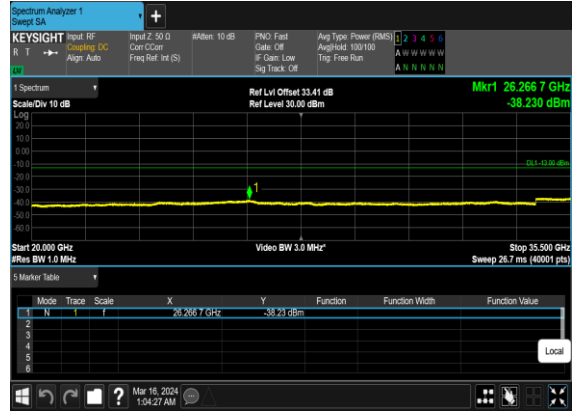 Spectrum Analyzer 1
Swept SA
+
KEYSIGHT Input: RF Input Z: 50 Ω #Atten: 10 dB PNO: Fast Avg Type: Power (RMS) 1 2 3 4 5 6
R T Coupling: DC Corr CCorr Gate: Off Avg|Hold: 100/100 A W W W W W
Align: Auto Freq Ref: Int (S) IF Gain: Low Trig: Free Run
LW Sig Track: Off A N N N N N
1 Spectrum Ref Lvl Offset 33.41 dB Mkr1 26.266 7 GHz
Scale/Div 10 dB Ref Level 30.00 dBm -38.230 dBm
Log
20.0
10.0
0.00
-10.0 DL1 -13.00 dBm
-20.0
-30.0 1
-40.0
-50.0
-60.0
Start 20.000 GHz Video BW 3.0 MHz* Stop 35.500 GHz
#Res BW 1.0 MHz Sweep 26.7 ms (40001 pts)
5 Marker Table
Mode Trace Scale X Y Function Function Width Function Value
1 N 1 f 26.266 7 GHz -38.23 dBm
2
3
4
5
6
Local
? Mar 16, 2024
1:04:27 AM